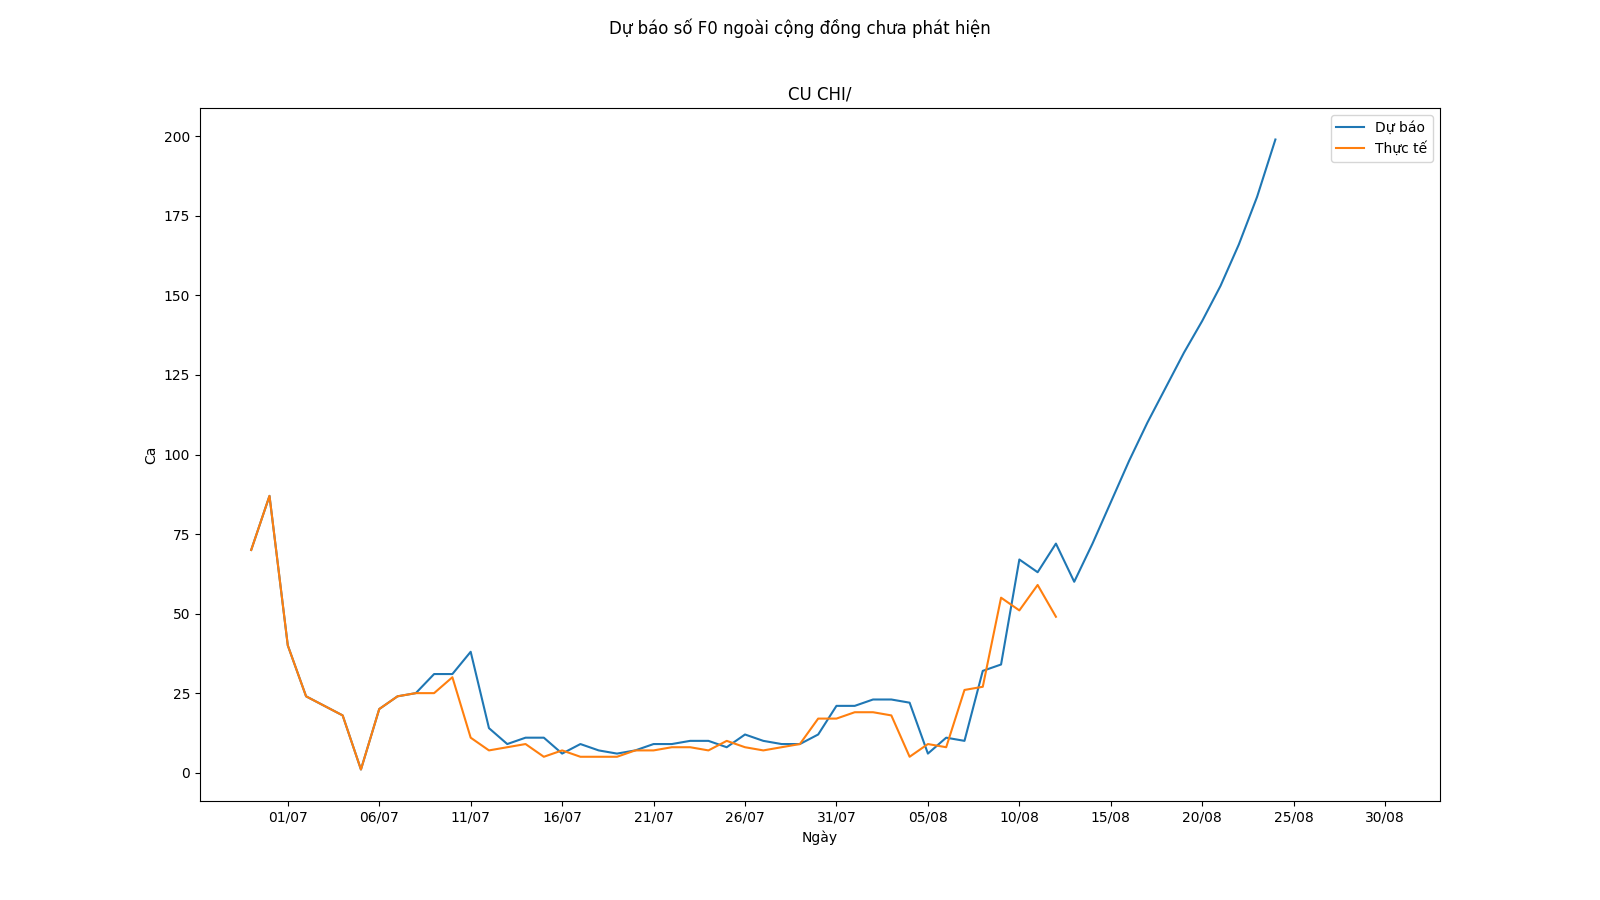 Dự báo số F0 ngoài cộng đồng chưa phát hiện
CU CHI/
Dự báo
Thực tế
200
175
150
125
100
75
50
25
0
Ca
01/07 06/07 11/07 16/07 21/07 26/07 31/07 05/08 10/08 15/08 20/08 25/08 30/08
Ngày